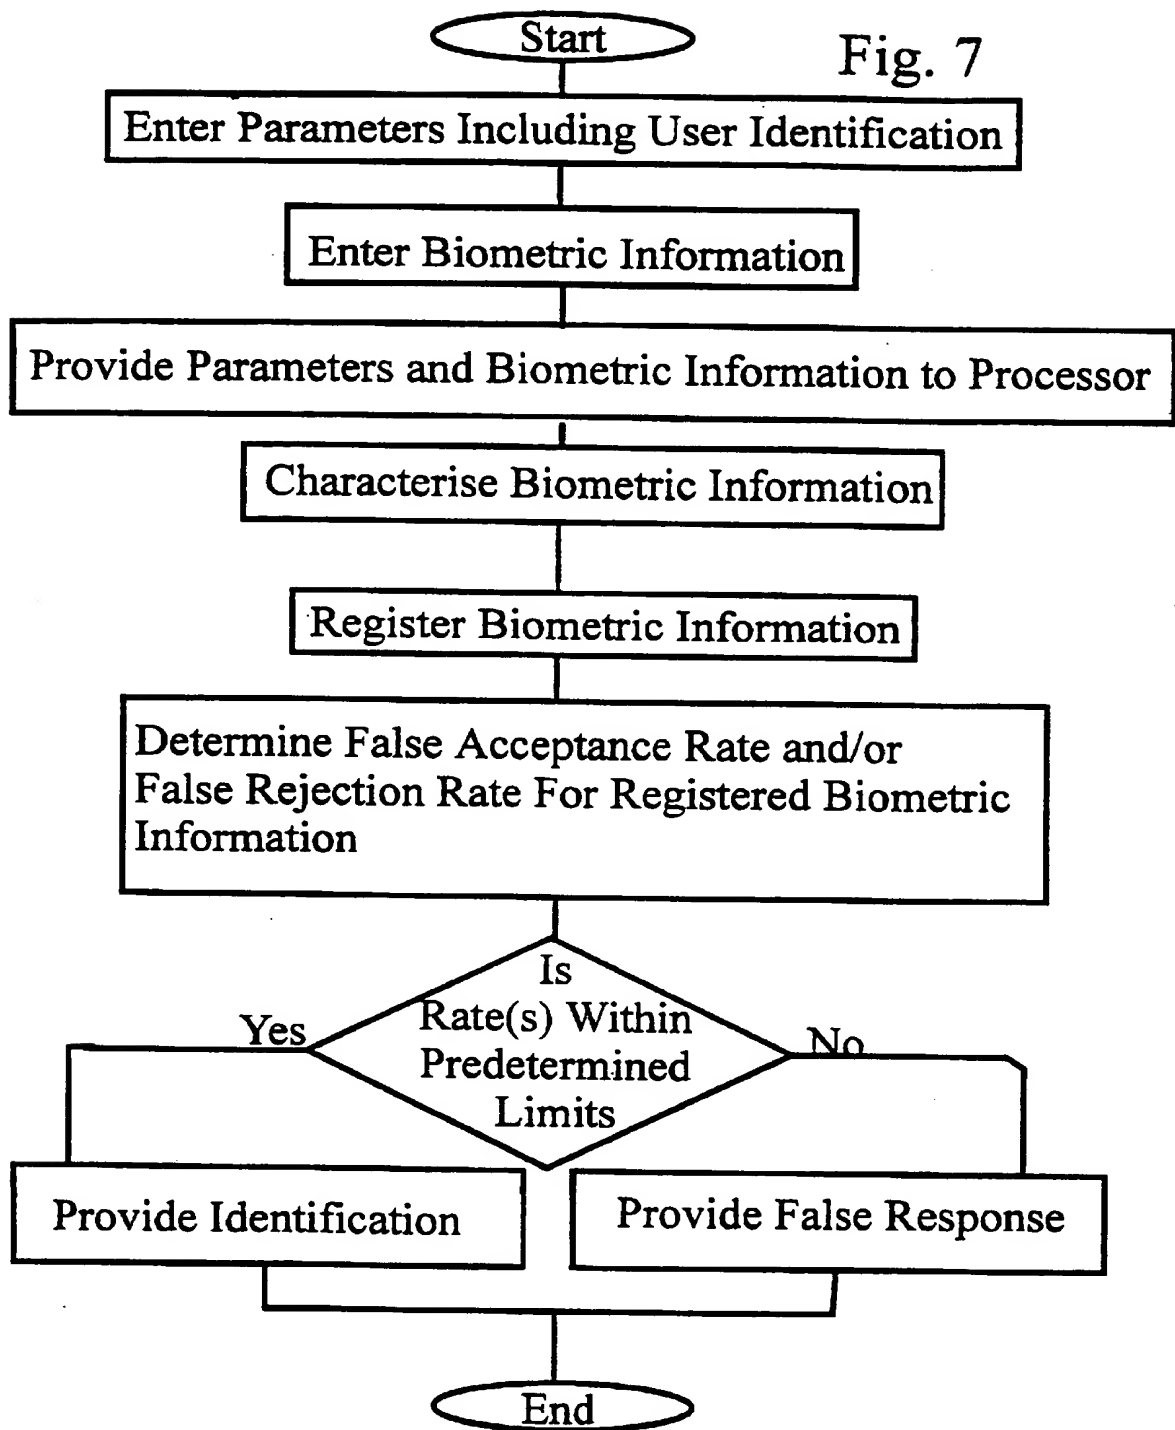 Start
Fig. 7
Enter Parameters Including User Identification
Enter Biometric Information
Provide Parameters and Biometric Information to Processor
Characterise Biometric Information
Register Biometric Information
Determine False Acceptance Rate and/or
False Rejection Rate For Registered Biometric
Information
Is
Rate(s) Within
Predetermined
Limits
Yes
No
Provide Identification
Provide False Response
End